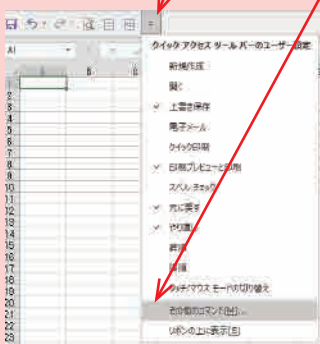 A1
A
B
クイック アクセス ツール バーのユーザー設定
新規作成
開く
上書き保存
電子メール
クイック印刷
印刷プレビューと印刷
スペル チェック
元に戻す
やり直し
昇順
降順
タッチ/マウス モードの切り替え
その他のコマンド(M)...
リボンの上に表示(S)
1
2
3
4
5
6
7
8
9
10
11
12
13
14
15
16
17
18
19
20
21
22
23